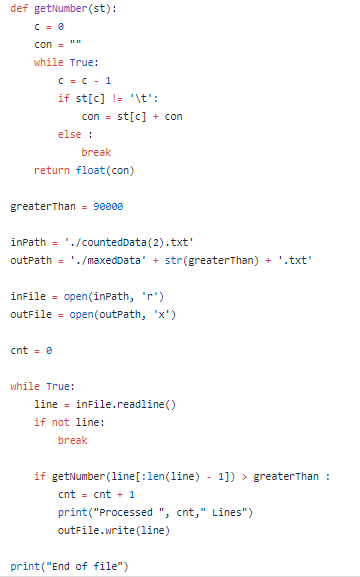 def getNumber(st):
    c = 0
    con = ""
    while True:
        c = c - 1
        if st[c] != '\t':
            con = st[c] + con
        else :
            break
    return float(con)

greaterThan = 90000

inPath = './countedData(2).txt'
outPath = './maxedData' + str(greaterThan) + '.txt'

inFile = open(inPath, 'r')
outFile = open(outPath, 'x')

cnt = 0

while True:
    line = inFile.readline()
    if not line:
        break

    if getNumber(line[:len(line) - 1]) > greaterThan :
        cnt = cnt + 1
        print("Processed ", cnt," Lines")
        outFile.write(line)

print("End of file")